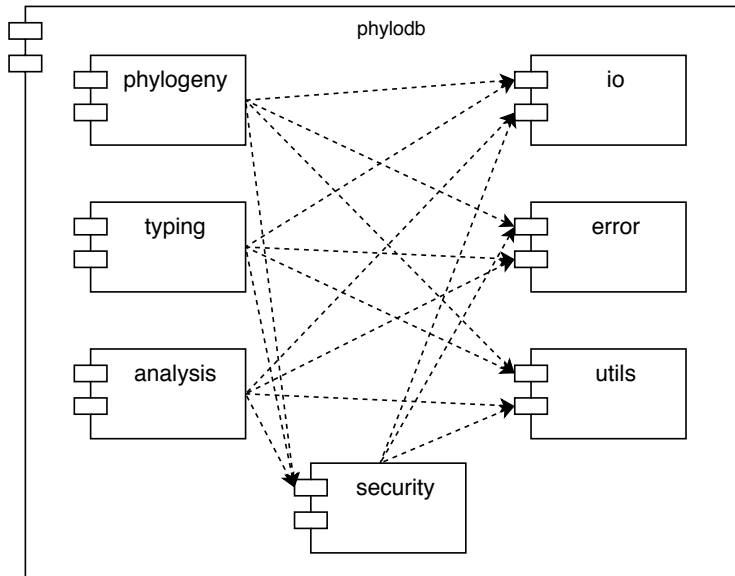 phylodb
phylogeny
io
typing
error
analysis
utils
security